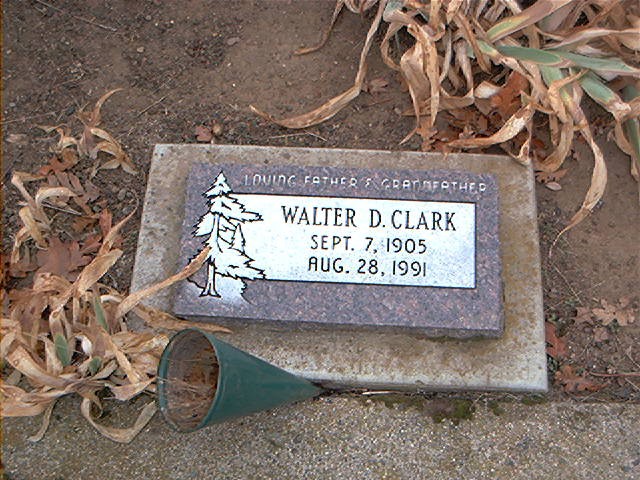 LOVING FATHER & GRANDFATHER
WALTER D. CLARK
SEPT. 7, 1905
AUG. 28, 1991